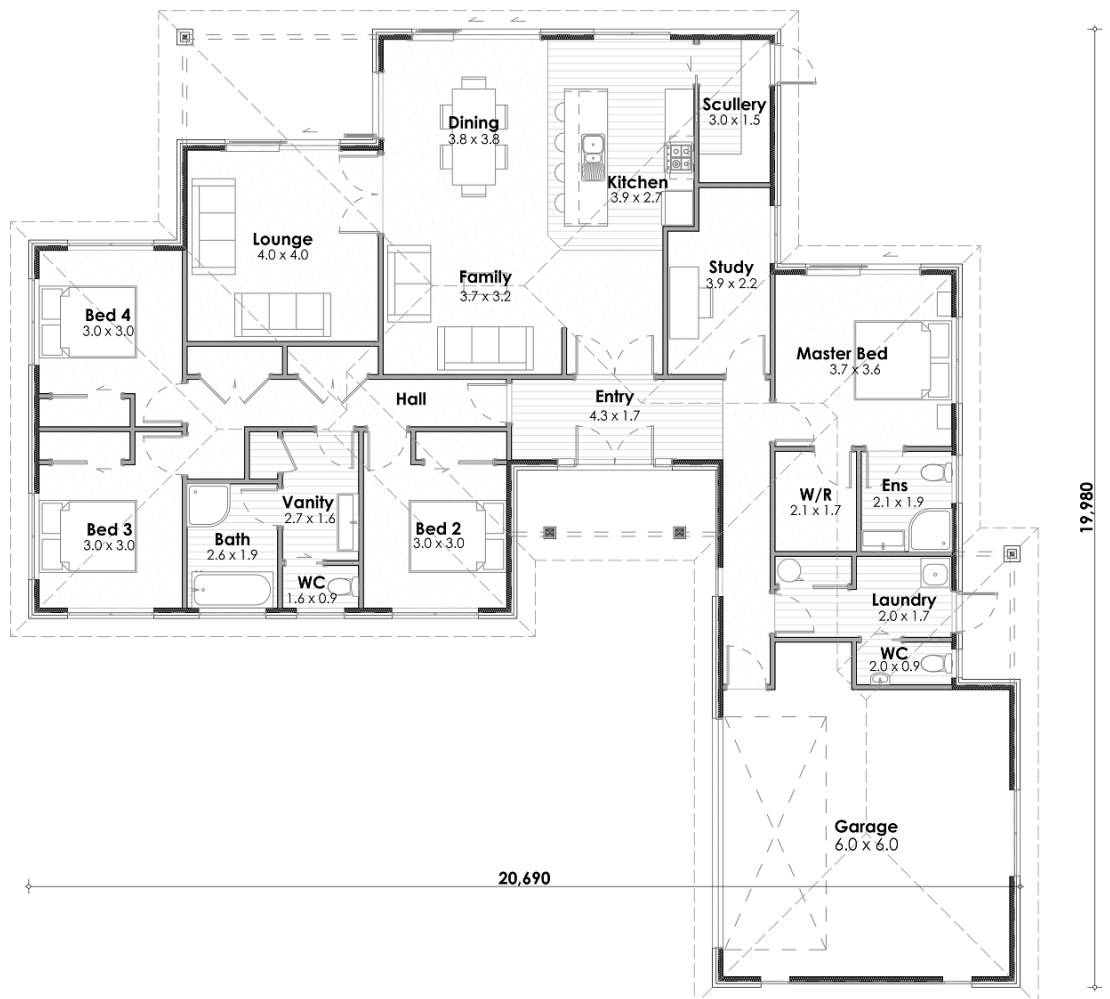 Scullery
3.0 x 1.5
Dining
3.8 x 3.8
Kitchen
3.9 x 2.7
Lounge
4.0 x 4.0
Family
3.7 x 3.2
Study
3.9 x 2.2
Bed 4
3.0 x 3.0
Master Bed
3.7 x 3.6
Hall
Entry
4.3 x 1.7
W/R
2.1 x 1.7
Ens
2.1 x 1.9
Vanity
2.7 x 1.6
Bed 3
3.0 x 3.0
Bath
2.6 x 1.9
Bed 2
3.0 x 3.0
WC
1.6 x 0.9
Laundry
2.0 x 1.7
WC
2.0 x 0.9
Garage
6.0 x 6.0
20,690
19,980